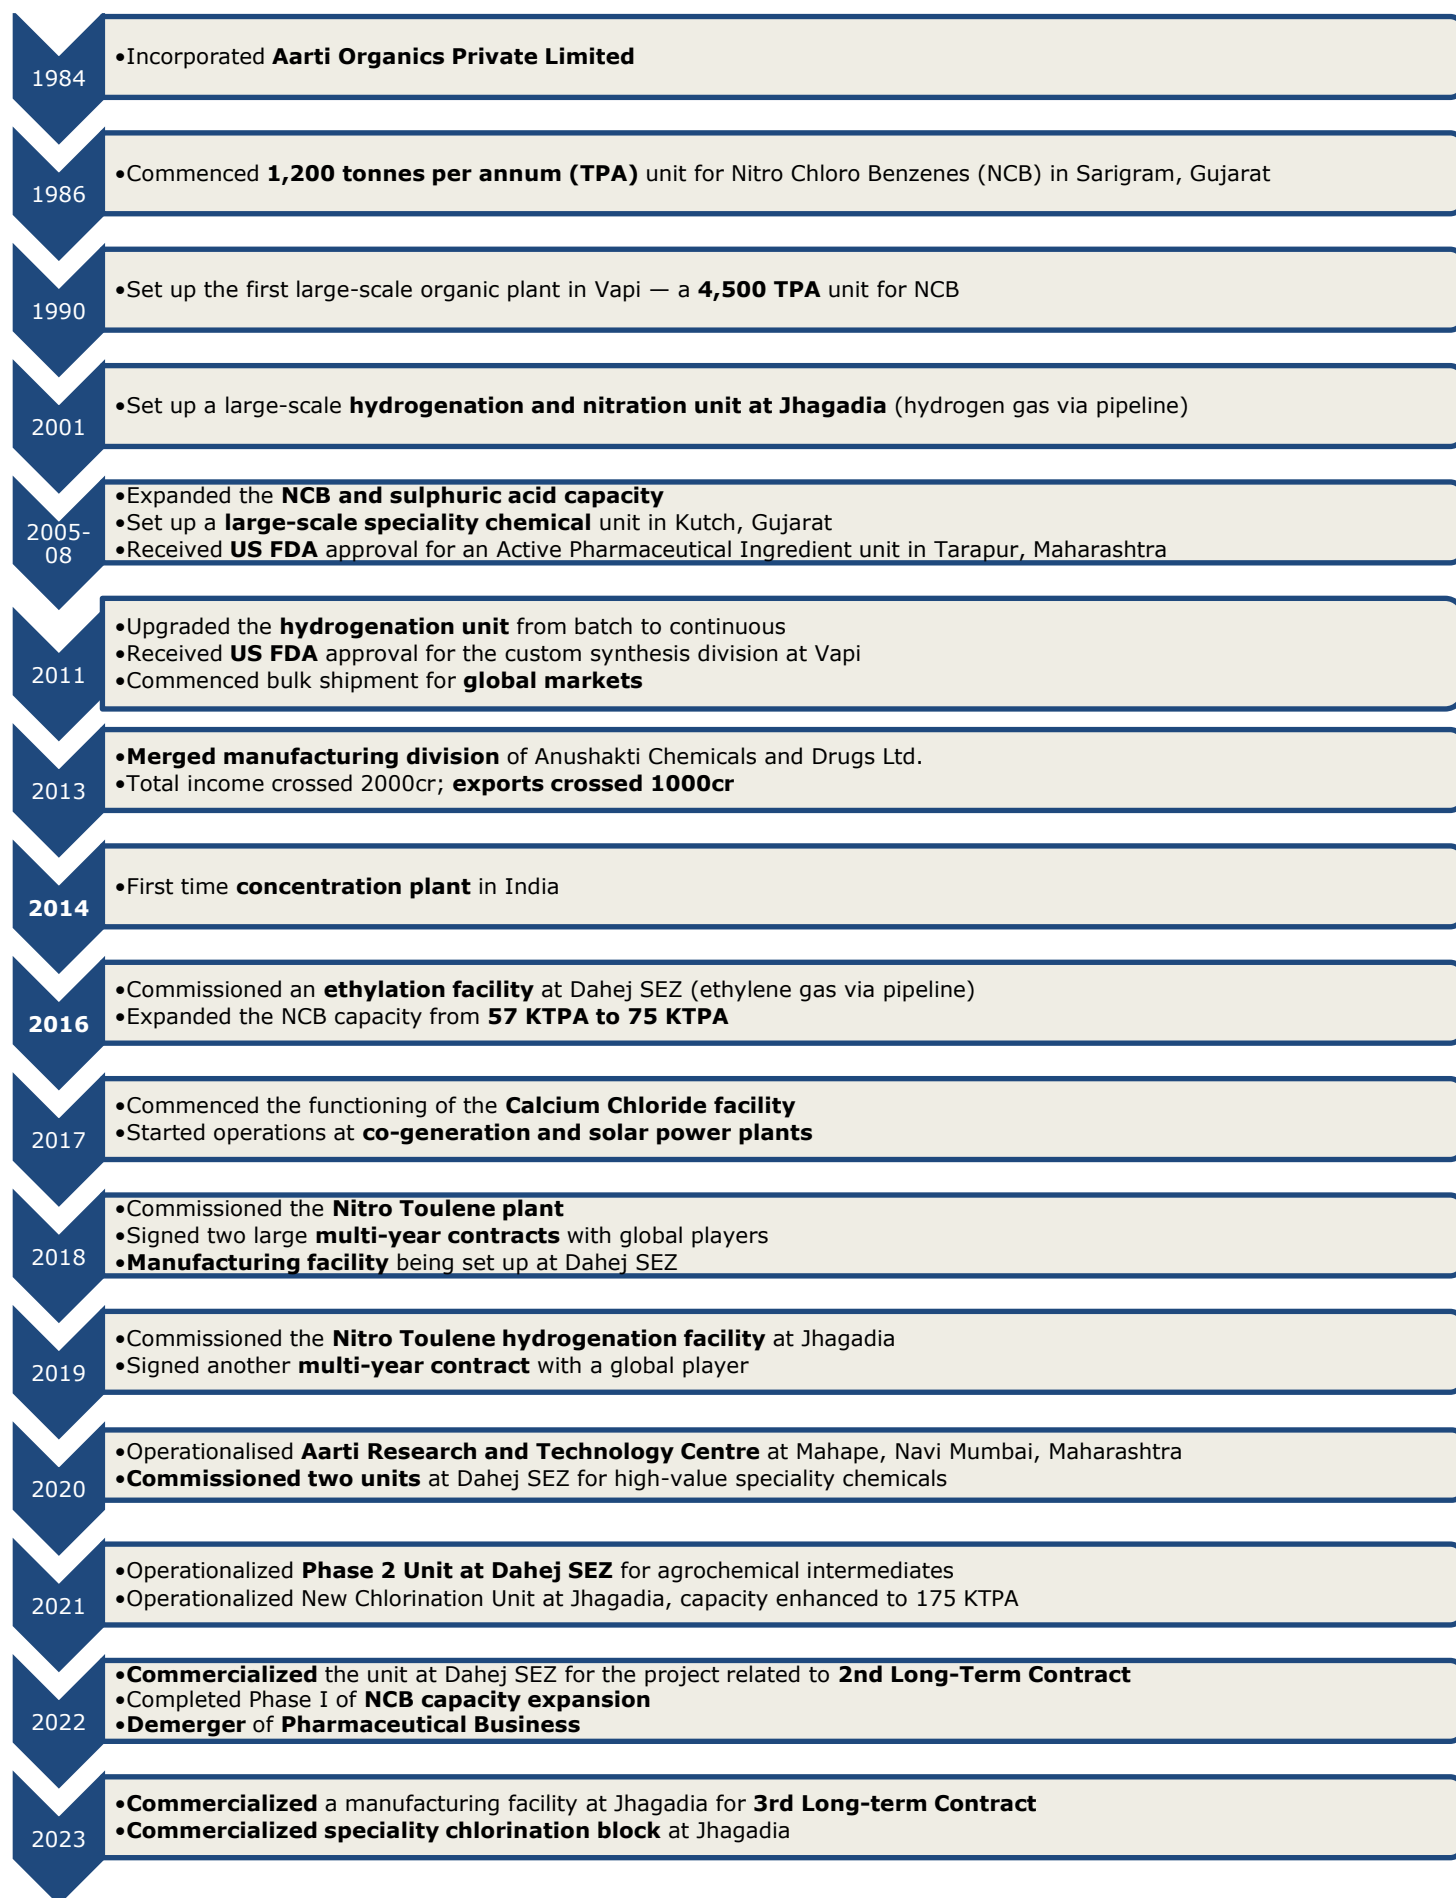 1984
•Incorporated Aarti Organics Private Limited
1986
•Commenced 1,200 tonnes per annum (TPA) unit for Nitro Chloro Benzenes (NCB) in Sarigram, Gujarat
1990
•Set up the first large-scale organic plant in Vapi — a 4,500 TPA unit for NCB
2001
•Set up a large-scale hydrogenation and nitration unit at Jhagadia (hydrogen gas via pipeline)
2005-
08
•Expanded the NCB and sulphuric acid capacity
•Set up a large-scale speciality chemical unit in Kutch, Gujarat
•Received US FDA approval for an Active Pharmaceutical Ingredient unit in Tarapur, Maharashtra
2011
•Upgraded the hydrogenation unit from batch to continuous
•Received US FDA approval for the custom synthesis division at Vapi
•Commenced bulk shipment for global markets
2013
•Merged manufacturing division of Anushakti Chemicals and Drugs Ltd.
•Total income crossed 2000cr; exports crossed 1000cr
2014
•First time concentration plant in India
2016
•Commissioned an ethylation facility at Dahej SEZ (ethylene gas via pipeline)
•Expanded the NCB capacity from 57 KTPA to 75 KTPA
2017
•Commenced the functioning of the Calcium Chloride facility
•Started operations at co-generation and solar power plants
2018
•Commissioned the Nitro Toulene plant
•Signed two large multi-year contracts with global players
•Manufacturing facility being set up at Dahej SEZ
2019
•Commissioned the Nitro Toulene hydrogenation facility at Jhagadia
•Signed another multi-year contract with a global player
2020
•Operationalised Aarti Research and Technology Centre at Mahape, Navi Mumbai, Maharashtra
•Commissioned two units at Dahej SEZ for high-value speciality chemicals
2021
•Operationalized Phase 2 Unit at Dahej SEZ for agrochemical intermediates
•Operationalized New Chlorination Unit at Jhagadia, capacity enhanced to 175 KTPA
2022
•Commercialized the unit at Dahej SEZ for the project related to 2nd Long-Term Contract
•Completed Phase I of NCB capacity expansion
•Demerger of Pharmaceutical Business
2023
•Commercialized a manufacturing facility at Jhagadia for 3rd Long-term Contract
•Commercialized speciality chlorination block at Jhagadia